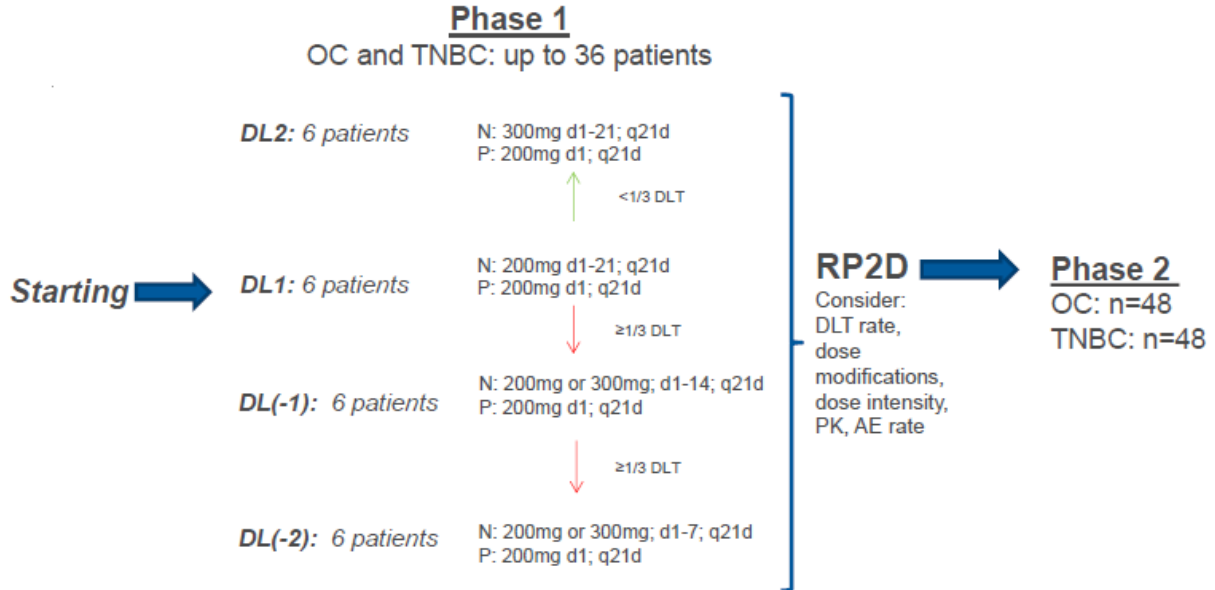 Phase 1
OC and TNBC: up to 36 patients
DL2: 6 patients
N: 300mg d1-21; q21d
P: 200mg d1; q21d
<1/3 DLT
Starting
DL1: 6 patients
N: 200mg d1-21; q21d
P: 200mg d1; q21d
≥1/3 DLT
DL(-1): 6 patients
N: 200mg or 300mg; d1-14; q21d
P: 200mg d1; q21d
≥1/3 DLT
DL(-2): 6 patients
N: 200mg or 300mg; d1-7; q21d
P: 200mg d1; q21d
RP2D
Consider:
DLT rate,
dose
modifications,
dose intensity,
PK, AE rate
Phase 2
OC: n=48
TNBC: n=48